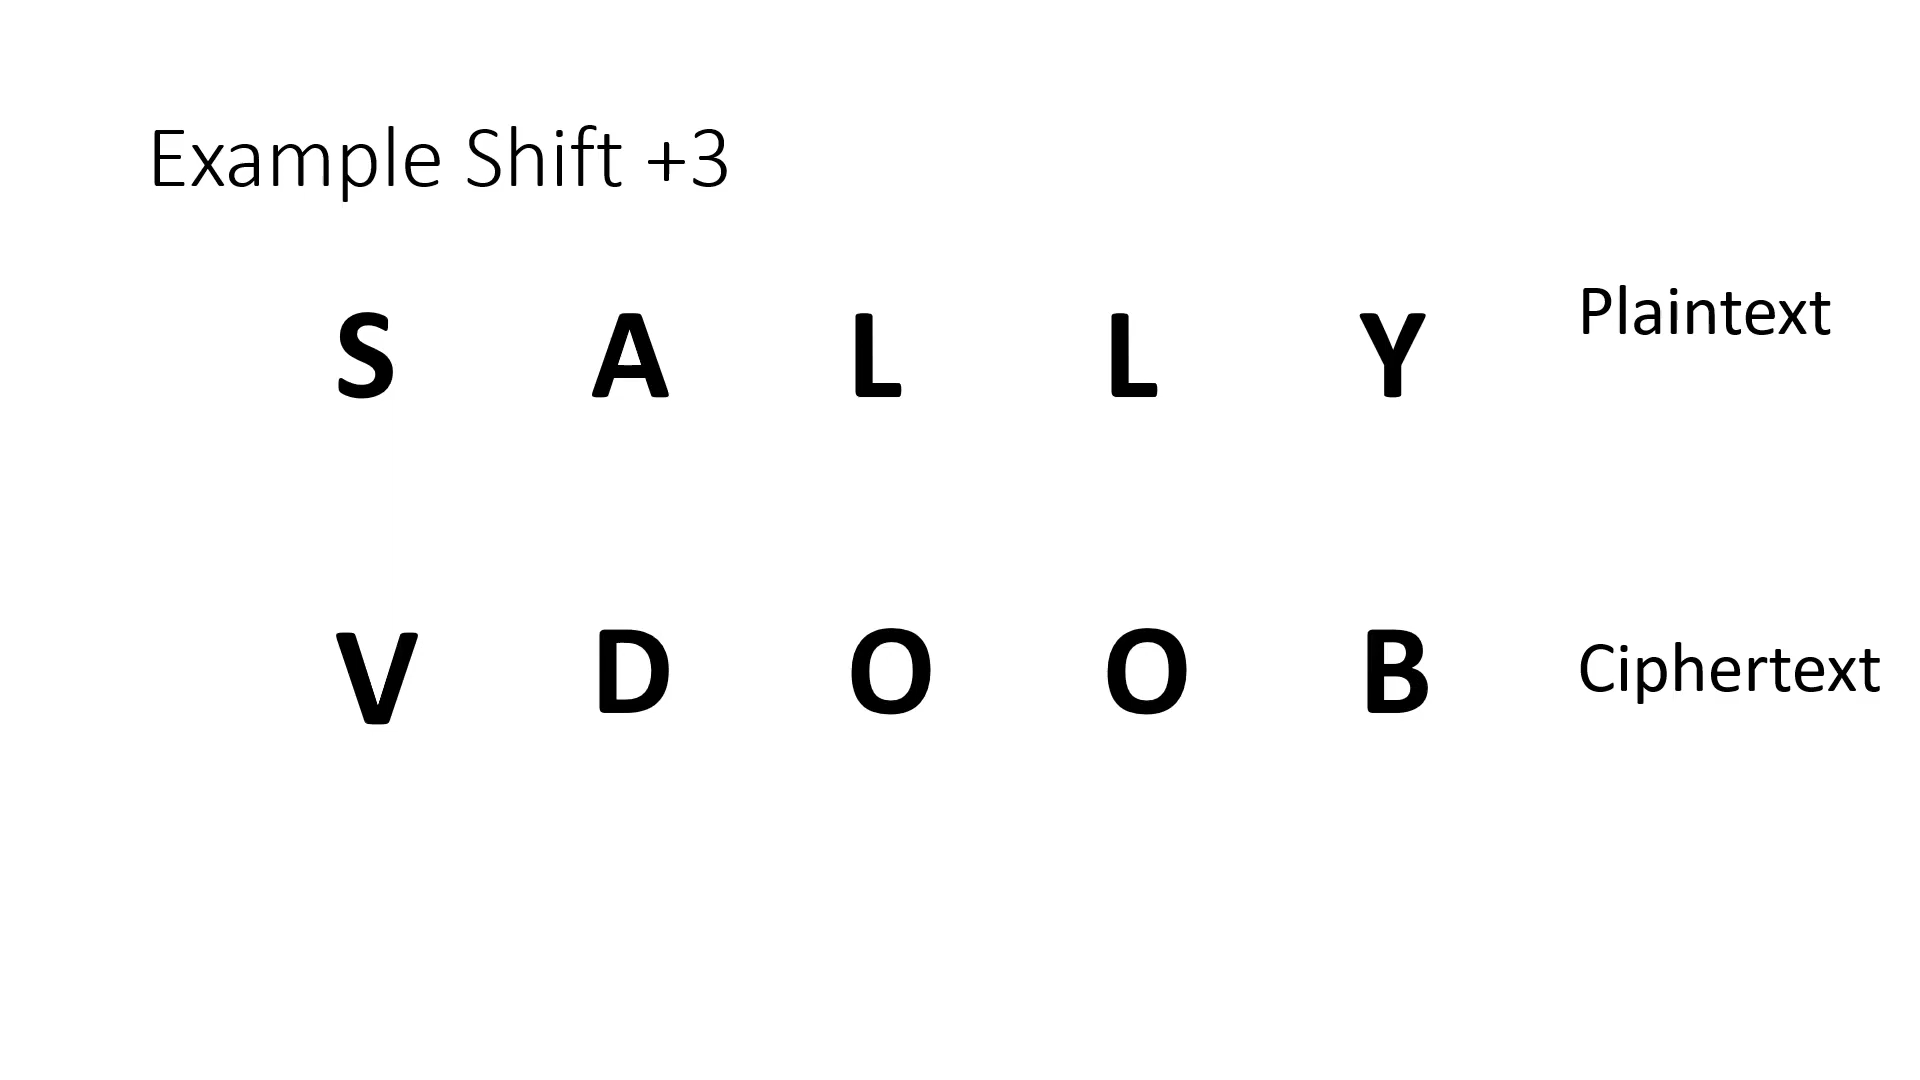 Example Shift +3
S A L L Y Plaintext
V D O O B Ciphertext